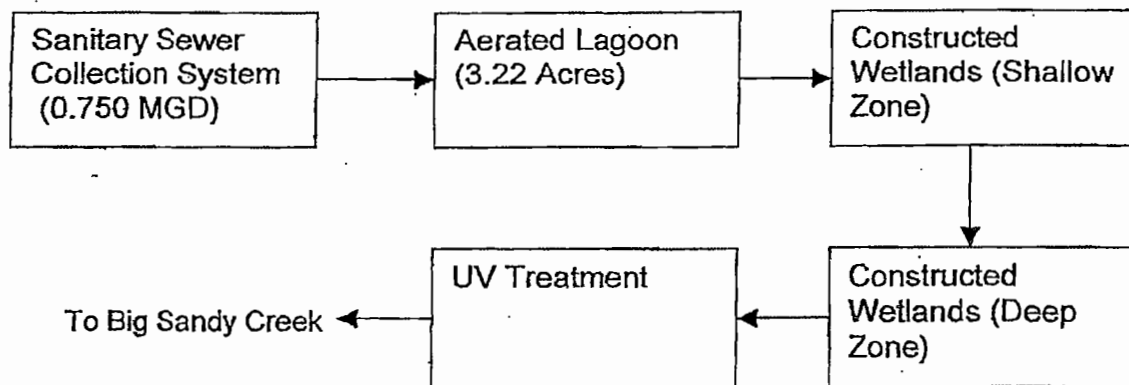 Sanitary Sewer
Collection System
(0.750 MGD)
Aerated Lagoon
(3.22 Acres)
Constructed
Wetlands (Shallow
Zone)
Constructed
Wetlands (Deep
Zone)
UV Treatment
To Big Sandy Creek